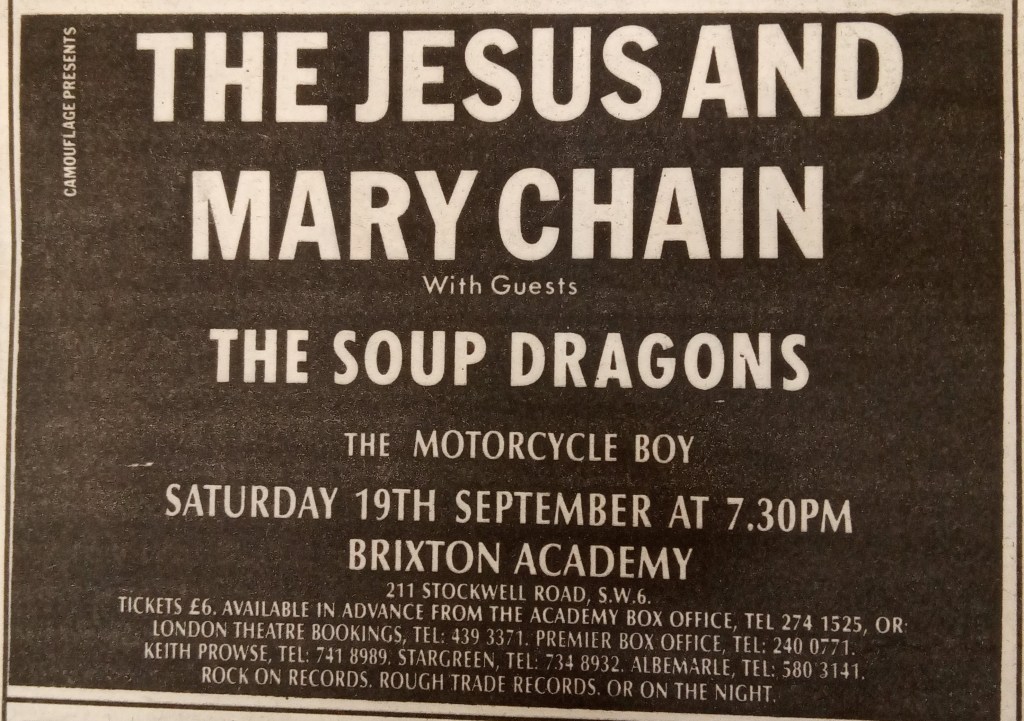 CAMOUFLAGE PRESENTS
THE JESUS AND
MARY CHAIN
With Guests
THE SOUP DRAGONS
THE MOTORCYCLE BOY
SATURDAY 19TH SEPTEMBER AT 7.30PM
BRIXTON ACADEMY
211 STOCKWELL ROAD, S.W.6.
TICKETS £6. AVAILABLE IN ADVANCE FROM THE ACADEMY BOX OFFICE, TEL 274 1525, OR:
LONDON THEATRE BOOKINGS, TEL: 439 3371. PREMIER BOX OFFICE, TEL: 240 0771.
KEITH PROWSE, TEL: 741 8989. STARGREEN, TEL: 734 8932. ALBEMARLE, TEL: 580 3141.
ROCK ON RECORDS. ROUGH TRADE RECORDS. OR ON THE NIGHT.